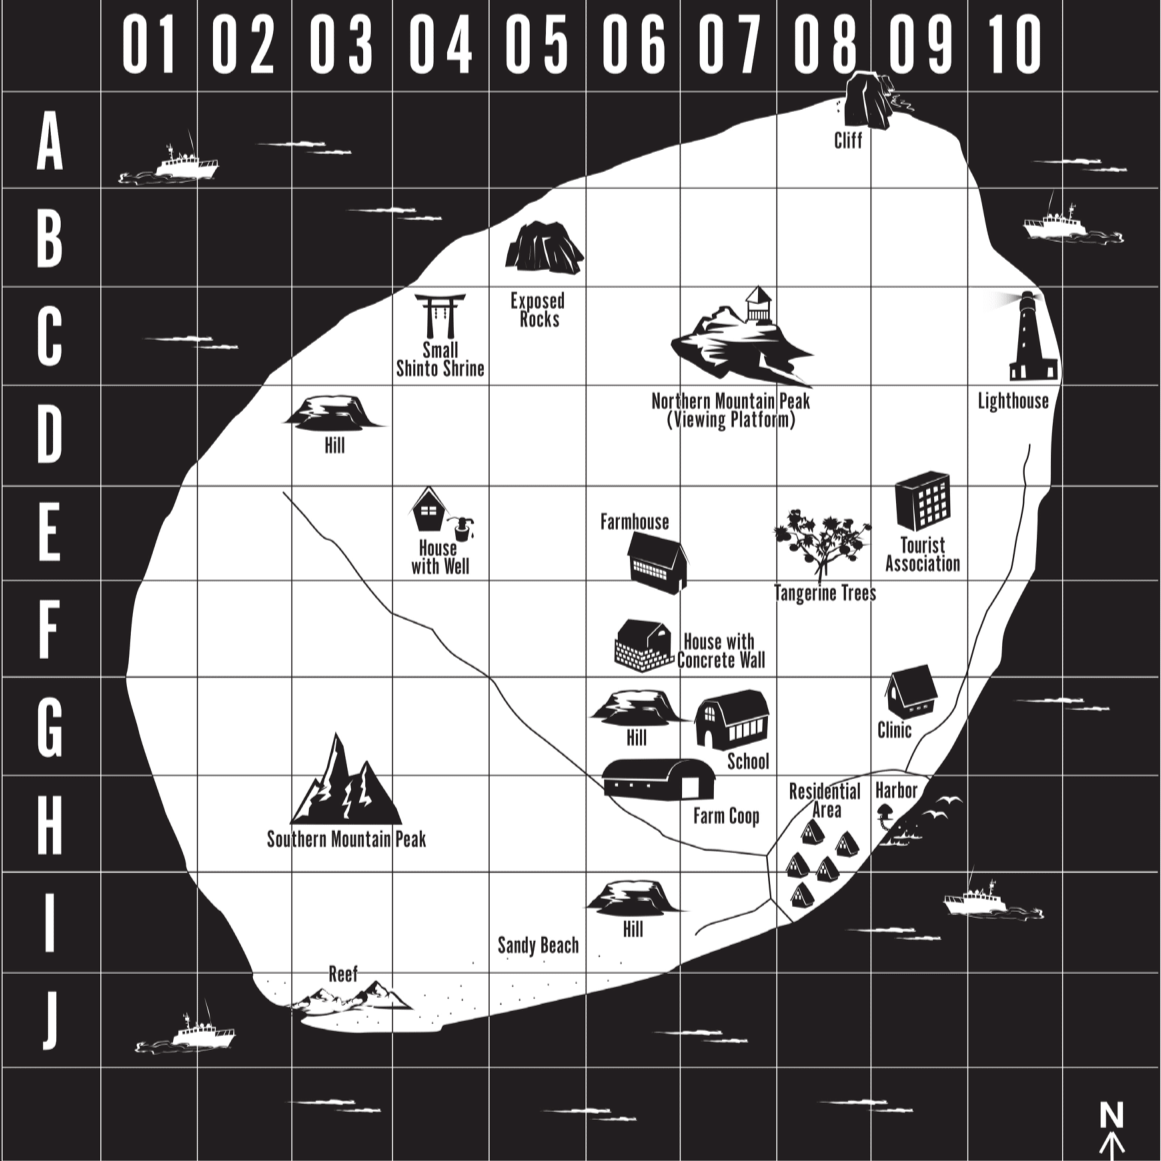 01 02 03 04 05 06 07 08 09 10
A
Cliff
B
C
Exposed
Rocks
Small
Shinto Shrine
Northern Mountain Peak
(Viewing Platform)
Lighthouse
D
Hill
E
House
with Well
Farmhouse
Tourist
Association
Tangerine Trees
F
House with
Concrete Wall
G
Hill
School
Clinic
H
Southern Mountain Peak
Farm Coop
Residential
Area
Harbor
I
Hill
Sandy Beach
J
Reef
N